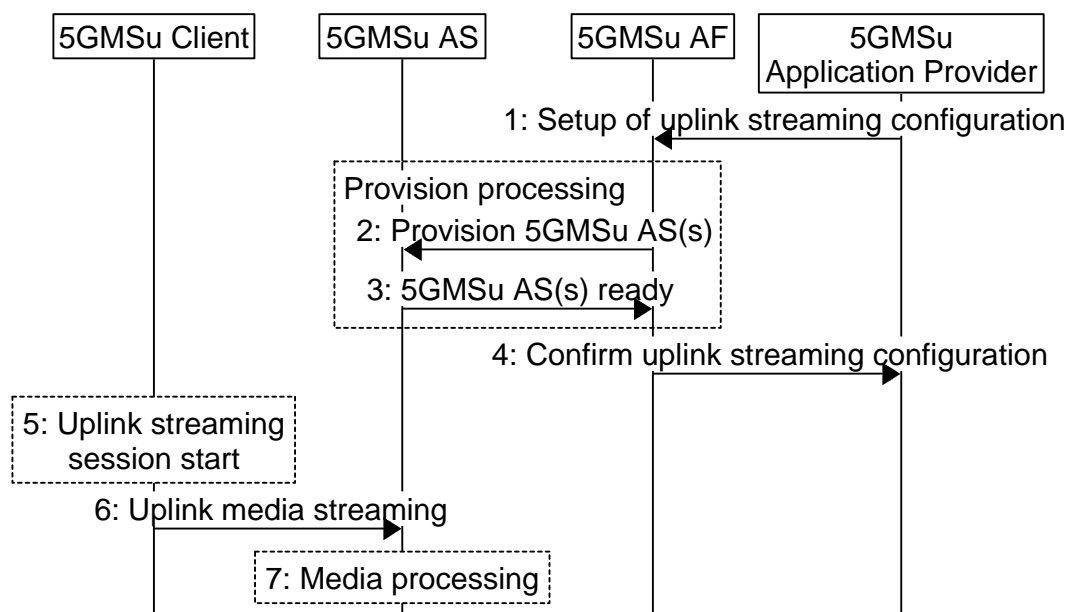 5GMSu Client
5GMSu AS
5GMSu AF
5GMSu
Application Provider
1: Setup of uplink streaming configuration
Provision processing
2: Provision 5GMSu AS(s)
3: 5GMSu AS(s) ready
4: Confirm uplink streaming configuration
5: Uplink streaming
session start
6: Uplink media streaming
7: Media processing